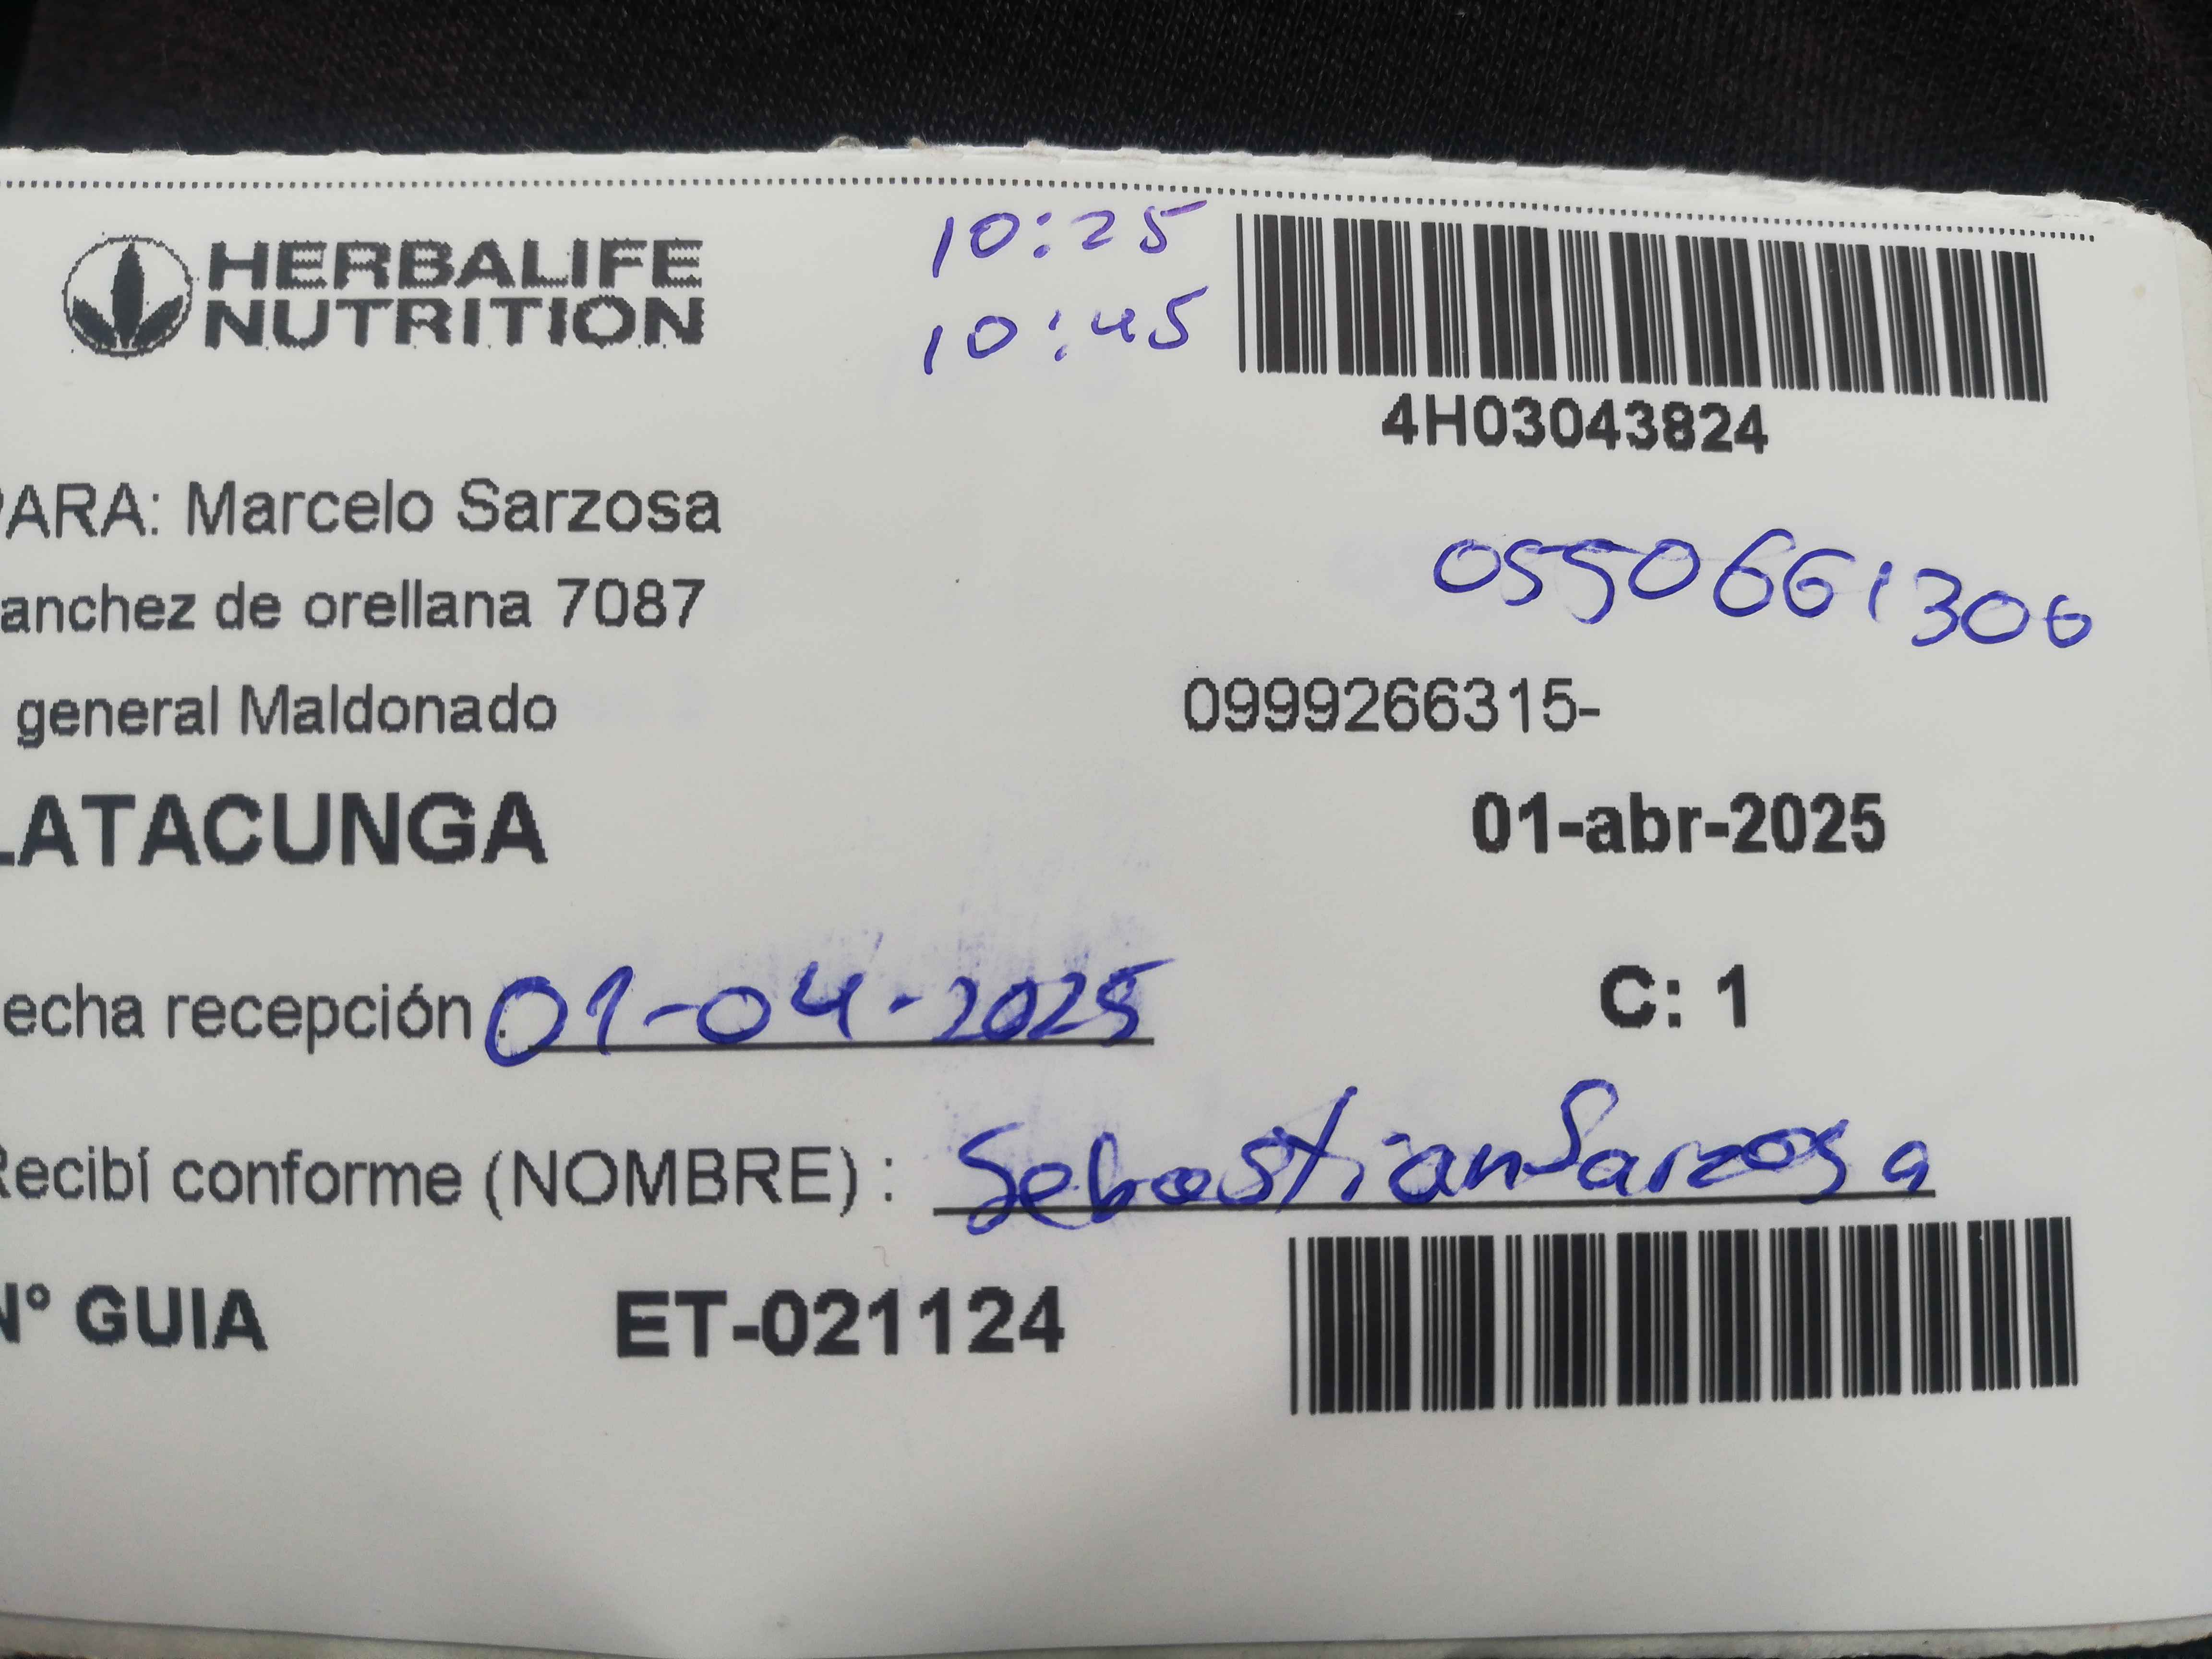 HERBALIFE
NUTRITION
10:25
10:45
4H03043824
PARA: Marcelo Sarzosa
0550661306
anchez de orellana 7087
general Maldonado
0999266315-
LATACUNGA
01-abr-2025
echa recepción : 01-04-2025
C: 1
Recibí conforme (NOMBRE) : Sebastian Sarzosa
N° GUIA ET-021124